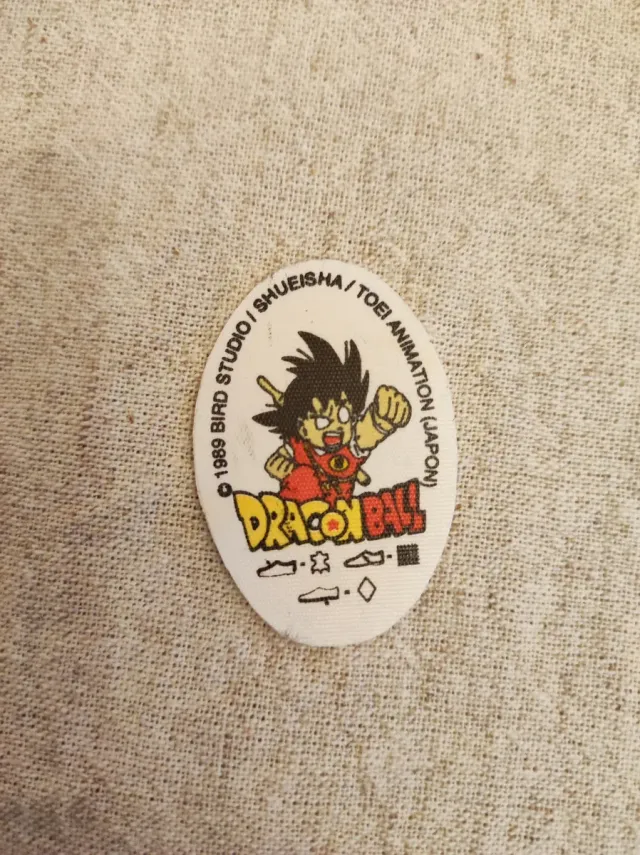 © 1989 BIRD STUDIO / SHUEISHA / TOEI ANIMATION (JAPON)
DRAGON BALL